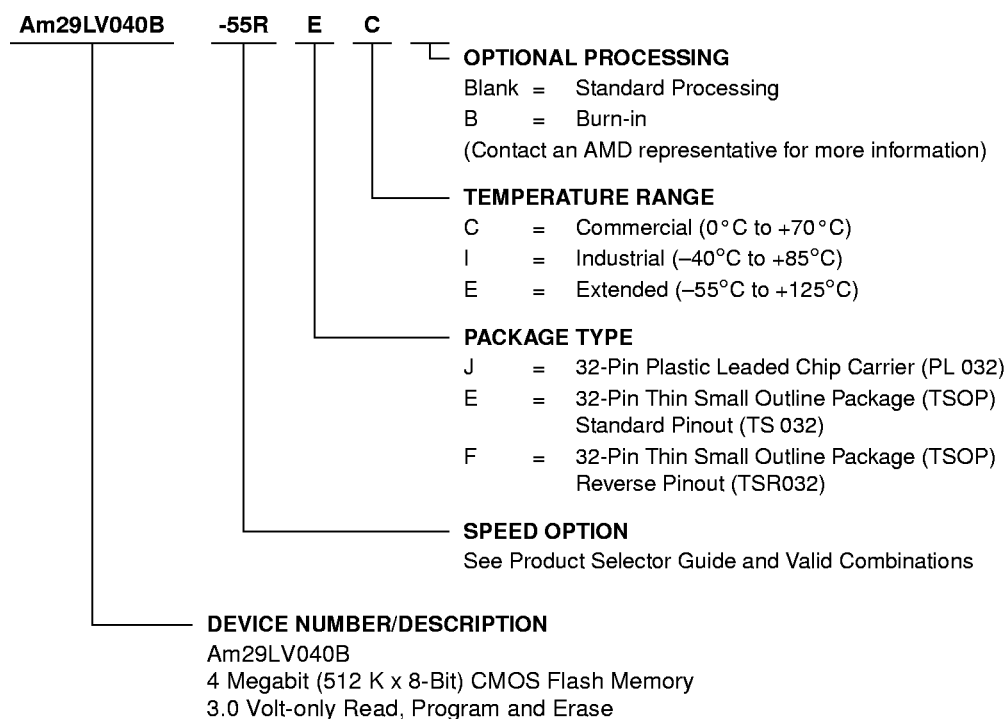 Am29LV040B -55R E C
OPTIONAL PROCESSING
Blank = Standard Processing
B = Burn-in
(Contact an AMD representative for more information)
TEMPERATURE RANGE
C = Commercial (0°C to +70°C)
I = Industrial (–40°C to +85°C)
E = Extended (–55°C to +125°C)
PACKAGE TYPE
J = 32-Pin Plastic Leaded Chip Carrier (PL 032)
E = 32-Pin Thin Small Outline Package (TSOP)
Standard Pinout (TS 032)
F = 32-Pin Thin Small Outline Package (TSOP)
Reverse Pinout (TSR032)
SPEED OPTION
See Product Selector Guide and Valid Combinations
DEVICE NUMBER/DESCRIPTION
Am29LV040B
4 Megabit (512 K x 8-Bit) CMOS Flash Memory
3.0 Volt-only Read, Program and Erase